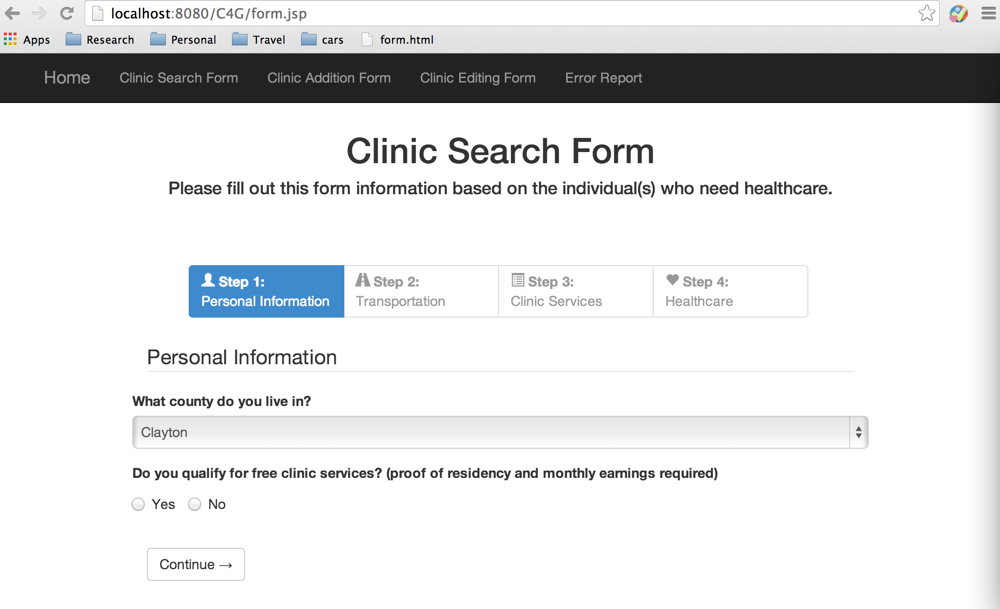 localhost:8080/C4G/form.jsp
Apps Research Personal Travel cars form.html
Home Clinic Search Form Clinic Addition Form Clinic Editing Form Error Report
Clinic Search Form
Please fill out this form information based on the individual(s) who need healthcare.
Step 1: Step 2: Step 3: Step 4:
Personal Information Transportation Clinic Services Healthcare
Personal Information
What county do you live in?
Clayton
Do you qualify for free clinic services? (proof of residency and monthly earnings required)
Yes No
Continue →